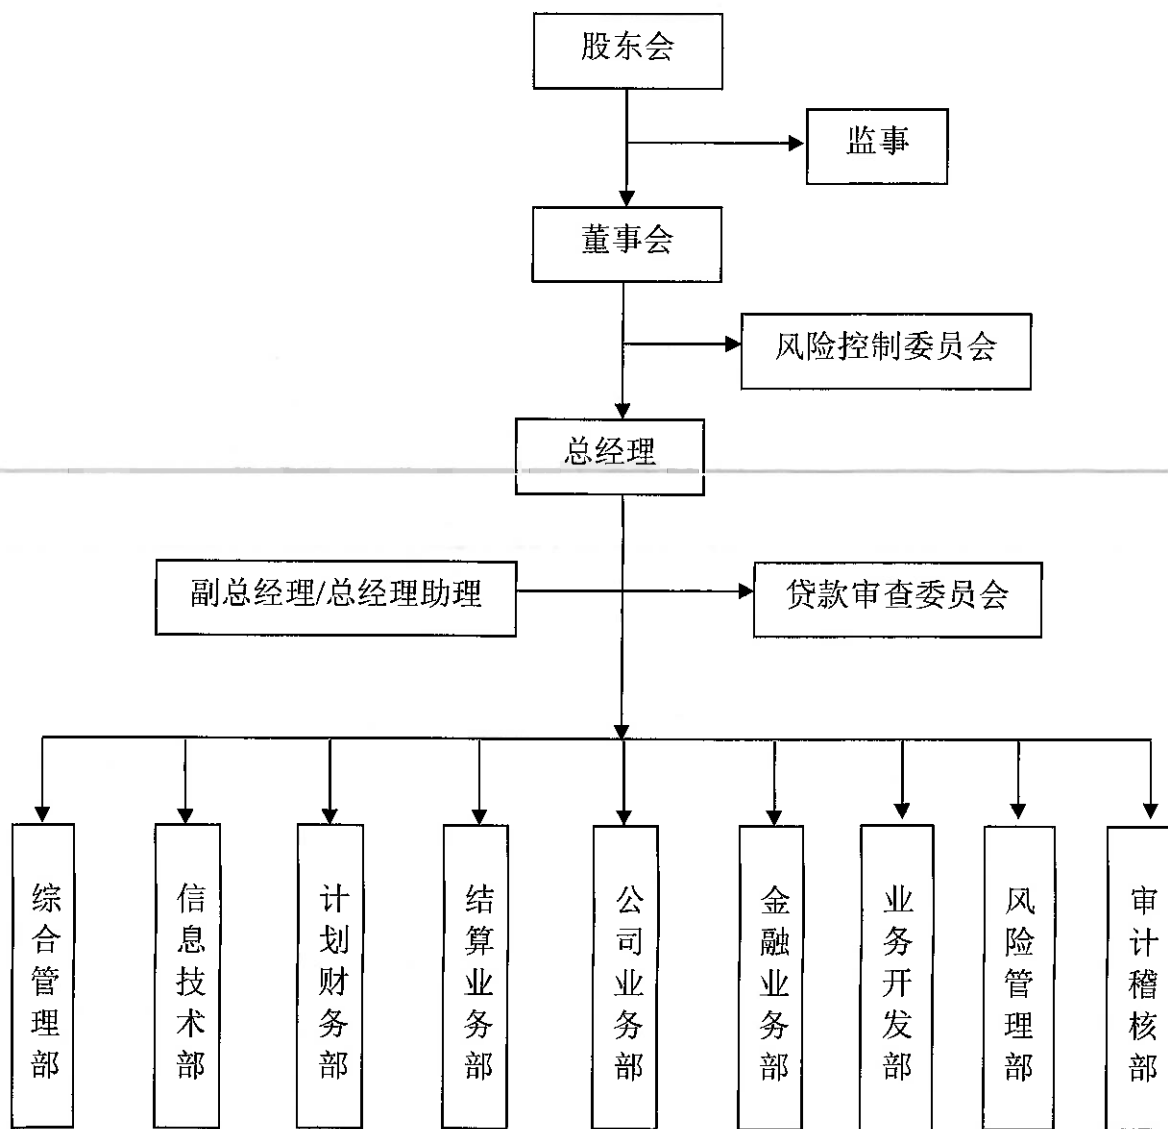 股东会
监事
董事会
风险控制委员会
总经理
副总经理/总经理助理
贷款审查委员会
综合管理部
信息技术部
计划财务部
结算业务部
公司业务部
金融业务部
业务开发部
风险管理部
审计稽核部